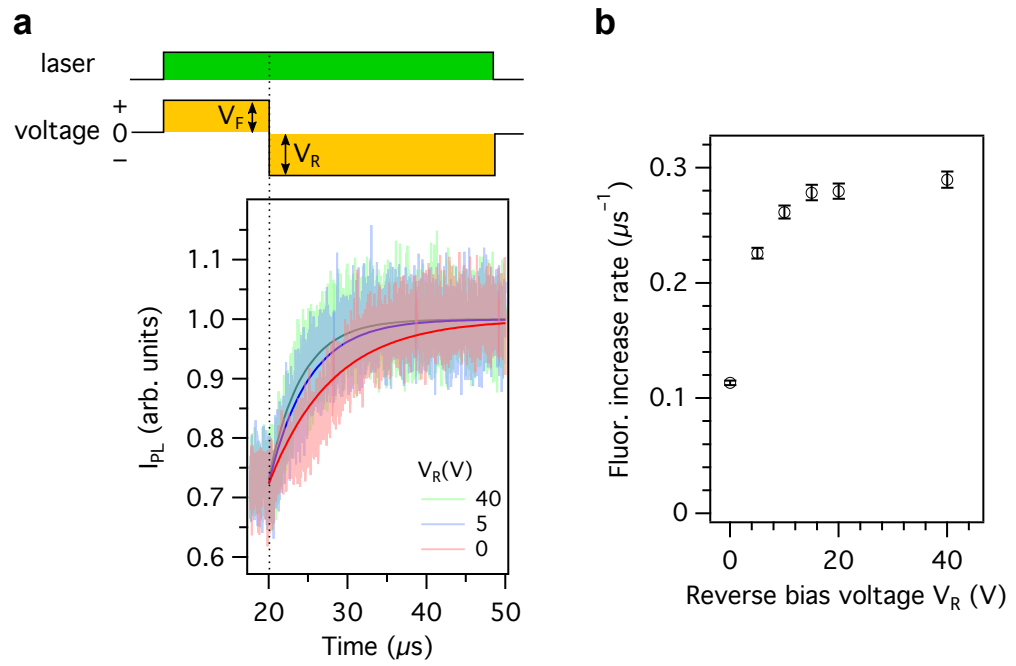 a
laser
voltage
+
0
−
V_F
V_R
I_PL (arb. units)
1.1
1.0
0.9
0.8
0.7
0.6
V_R(V)
40
5
0
20
30
40
50
Time (μs)
b
Fluor. increase rate (μs⁻¹)
0.3
0.2
0.1
0
0
20
40
Reverse bias voltage V_R (V)